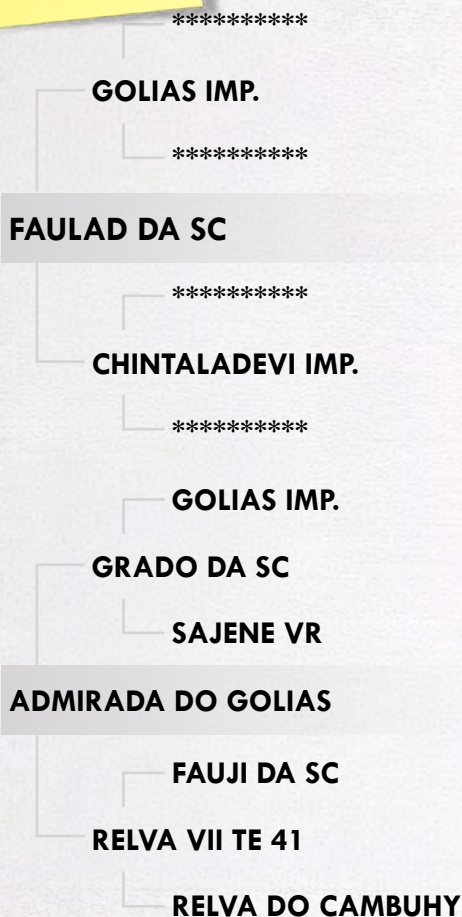 **********
GOLIAS IMP.
**********
FAULAD DA SC
**********
CHINTALADEVI IMP.
**********
GOLIAS IMP.
GRADO DA SC
SAJENE VR
ADMIRADA DO GOLIAS
FAUJI DA SC
RELVA VII TE 41
RELVA DO CAMBUHY